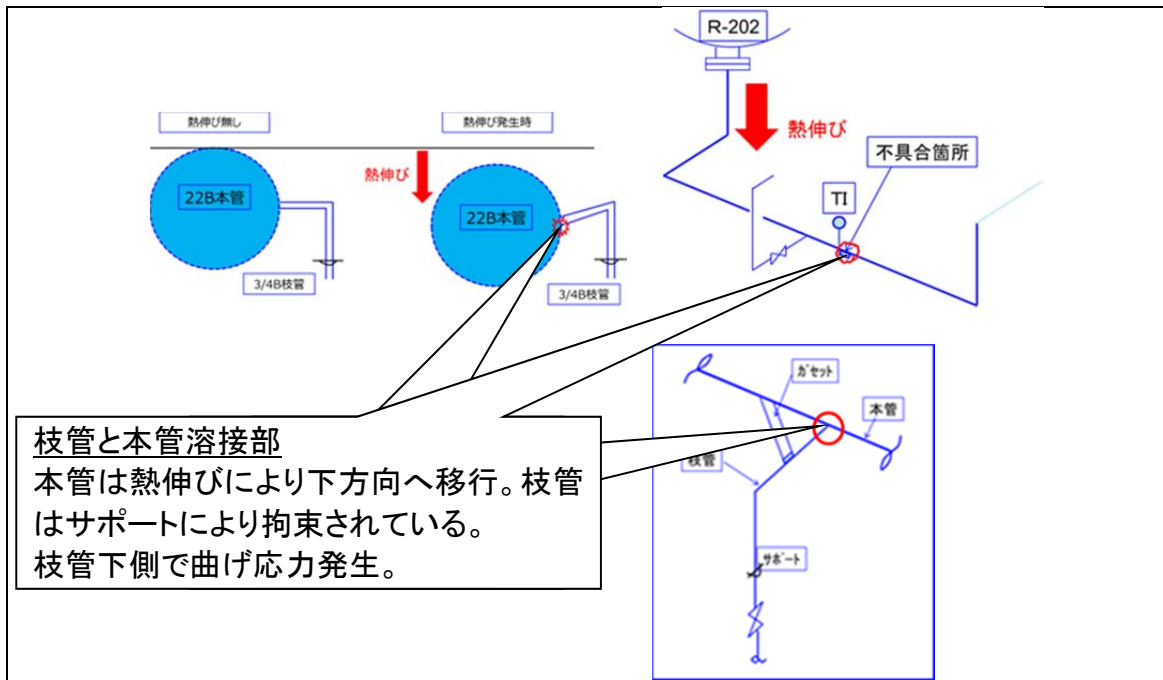 R-202
熱伸び無し
熱伸び発生時
熱伸び
熱伸び
不具合箇所
22B本管
22B本管
TI
3/4B枝管
3/4B枝管
ガセット
本管
枝管
サポート
枝管と本管溶接部
本管は熱伸びにより下方向へ移行。枝管
はサポートにより拘束されている。
枝管下側で曲げ応力発生。